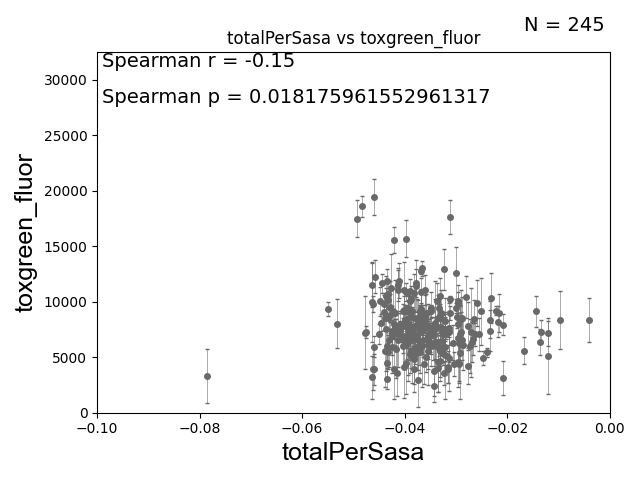 N = 245
totalPerSasa vs toxgreen_fluor
Spearman r = -0.15
Spearman p = 0.018175961552961317
toxgreen_fluor
30000
25000
20000
15000
10000
5000
0
−0.10 −0.08 −0.06 −0.04 −0.02 0.00
totalPerSasa